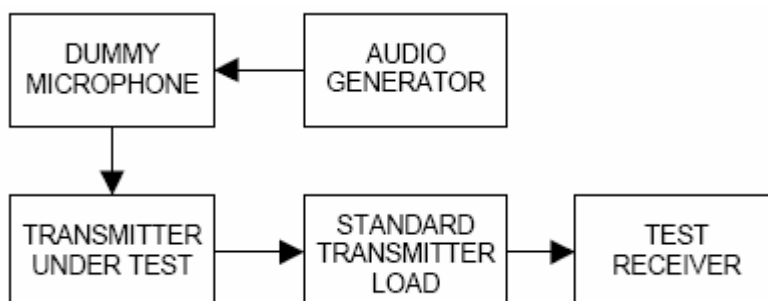 DUMMY
MICROPHONE
AUDIO
GENERATOR
TRANSMITTER
UNDER TEST
STANDARD
TRANSMITTER
LOAD
TEST
RECEIVER